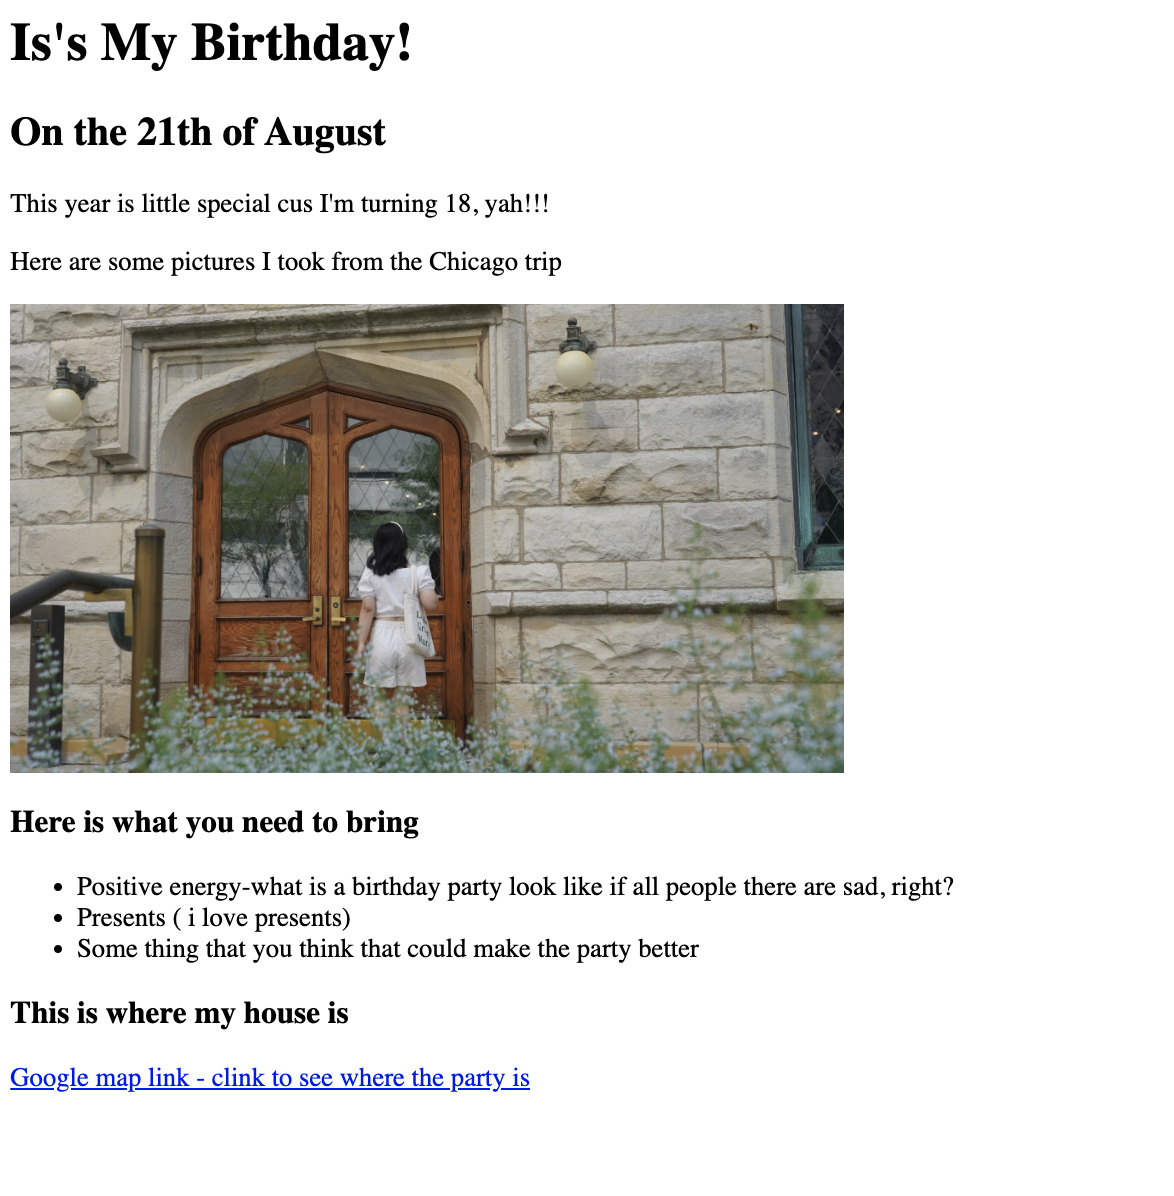 Is's My Birthday!
On the 21th of August
This year is little special cus I'm turning 18, yah!!!
Here are some pictures I took from the Chicago trip
Here is what you need to bring
Positive energy-what is a birthday party look like if all people there are sad, right?
Presents ( i love presents)
Some thing that you think that could make the party better
This is where my house is
Google map link - clink to see where the party is